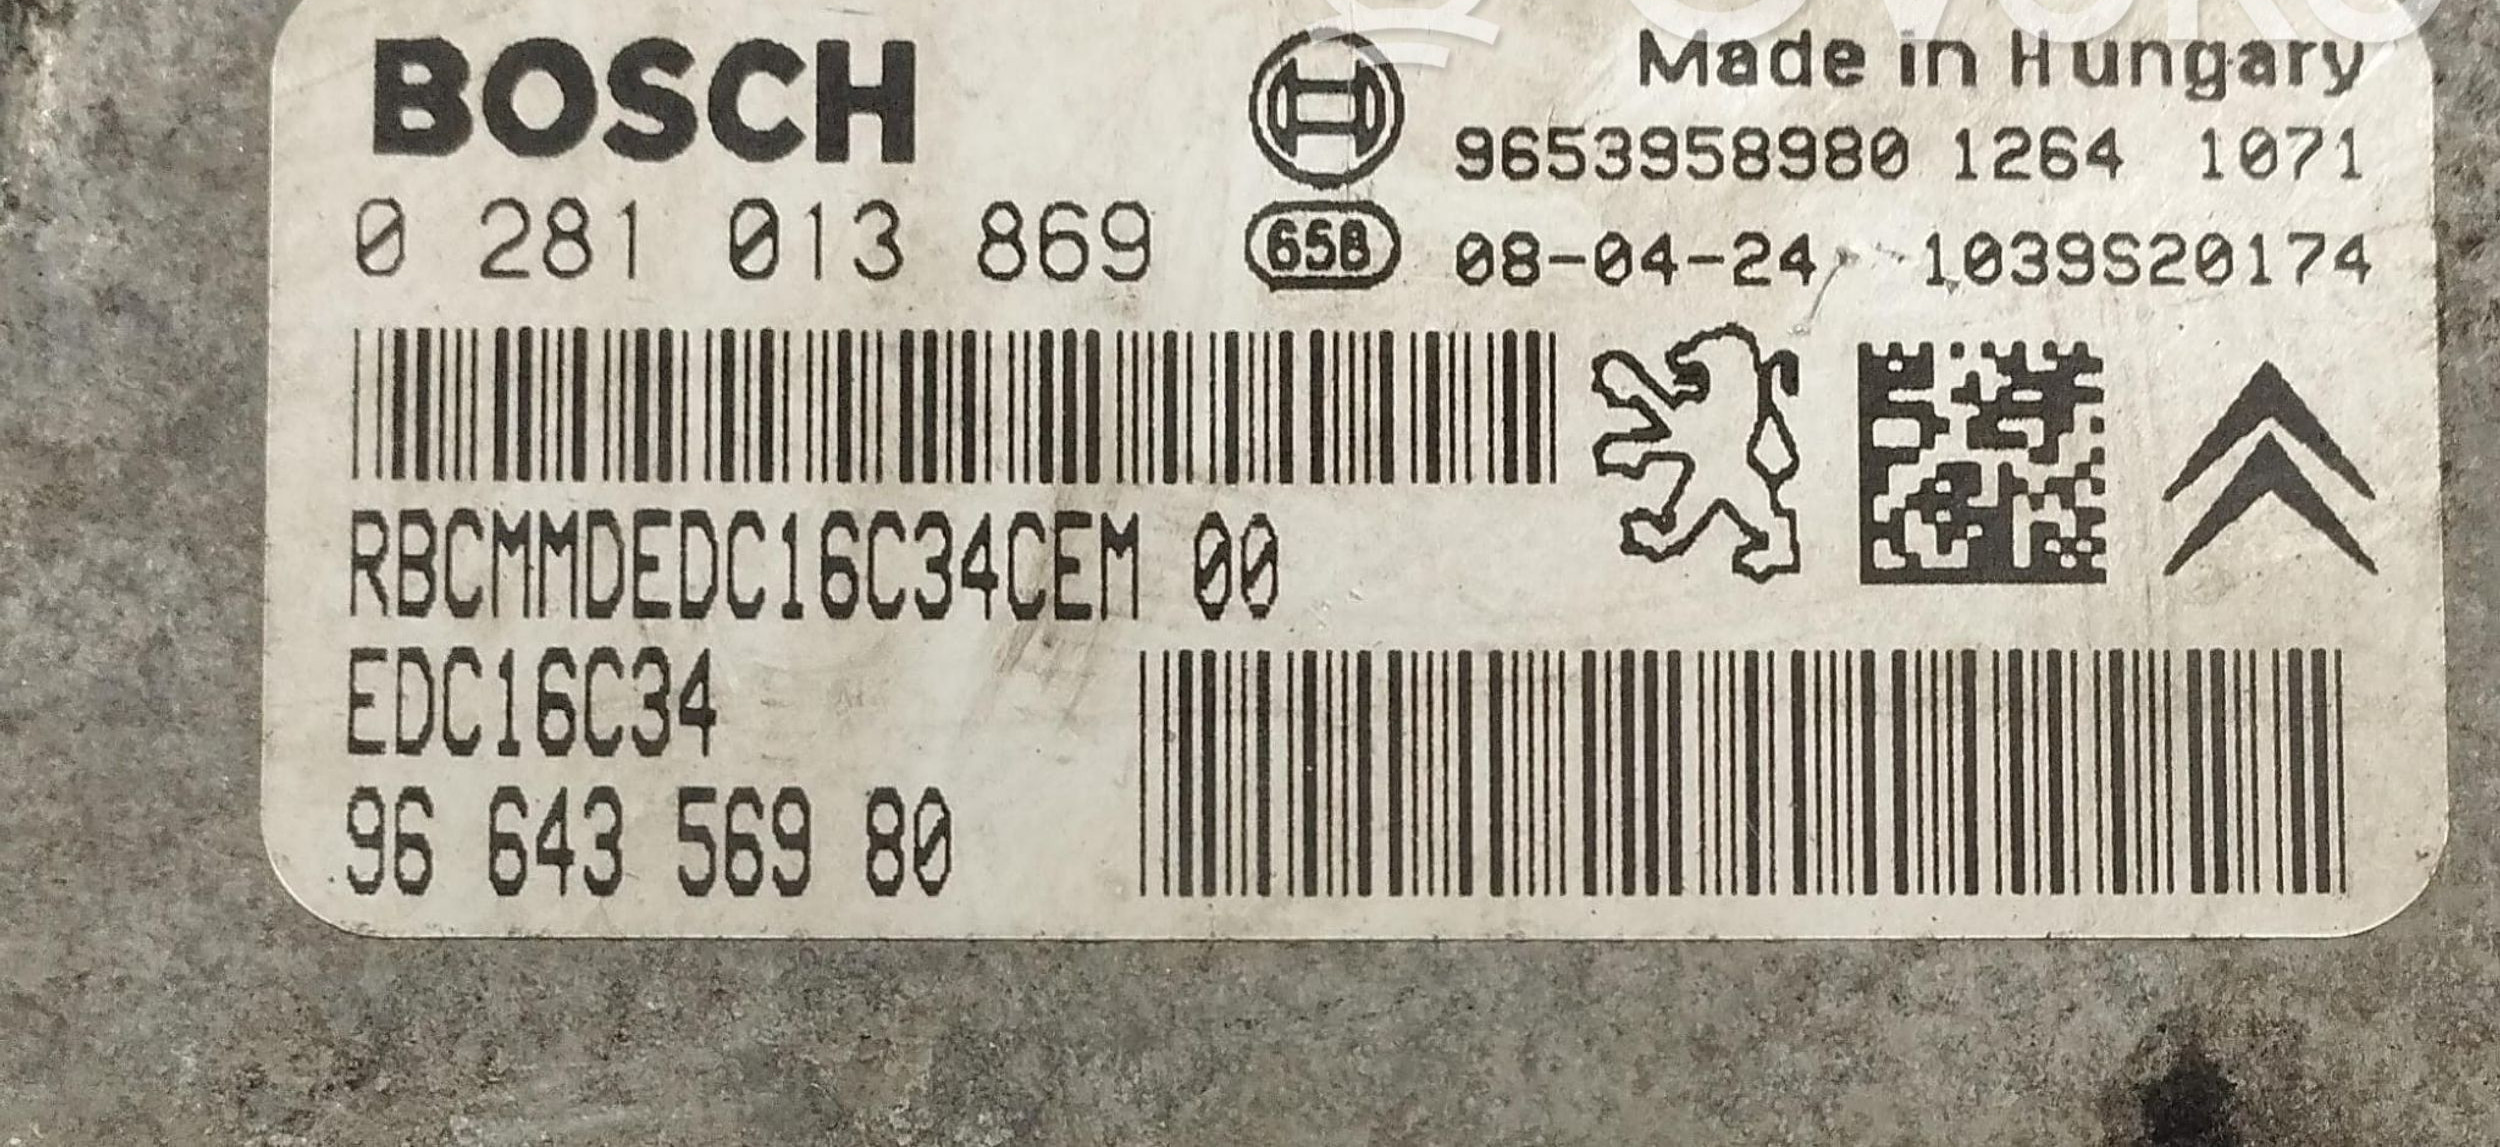 BOSCH
Made in Hungary
9653958980 1264 1071
0 281 013 869
658
08-04-24 1039S20174
RBCMMDEDC16C34CEM 00
EDC16C34
96 643 569 80